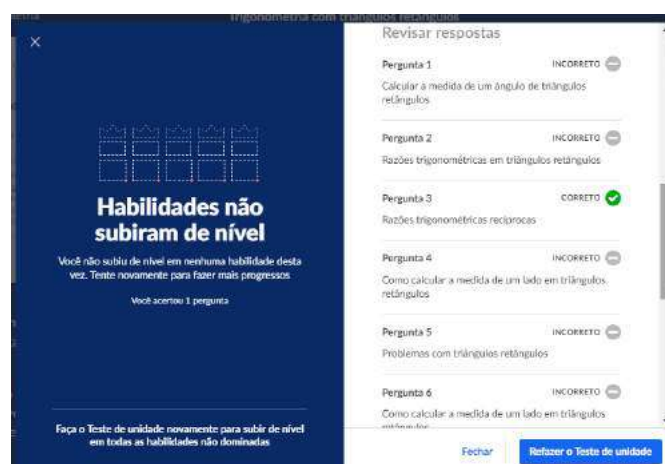 Trigonometria com triângulos retângulos
Habilidades não
subiram de nível
Você não subiu de nível em nenhuma habilidade desta
vez. Tente novamente para fazer mais progressos
Você acertou 1 pergunta
Faça o Teste de unidade novamente para subir de nível
em todas as habilidades não dominadas
Revisar respostas
Pergunta 1 INCORRETO
Calcular a medida de um ângulo de triângulos
retângulos
Pergunta 2 INCORRETO
Razões trigonométricas em triângulos retângulos
Pergunta 3 CORRETO
Razões trigonométricas recíprocas
Pergunta 4 INCORRETO
Como calcular a medida de um lado em triângulos
retângulos
Pergunta 5 INCORRETO
Problemas com triângulos retângulos
Pergunta 6 INCORRETO
Como calcular a medida de um lado em triângulos
retângulos
Fechar Refazer o Teste de unidade